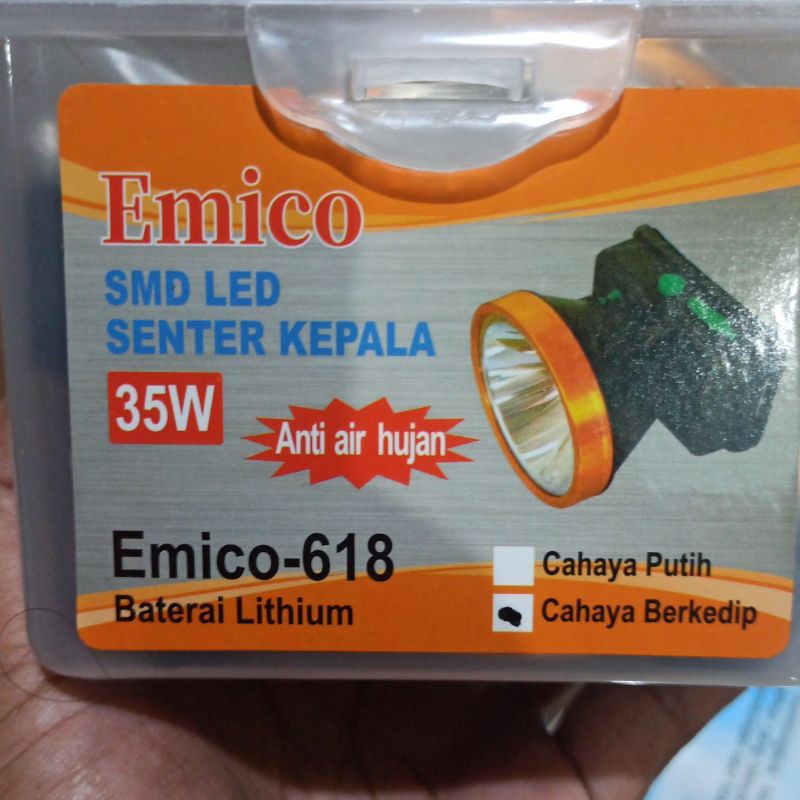 Emico
SMD LED
SENTER KEPALA
35W
Anti air hujan
Emico-618
Baterai Lithium
Cahaya Putih
Cahaya Berkedip